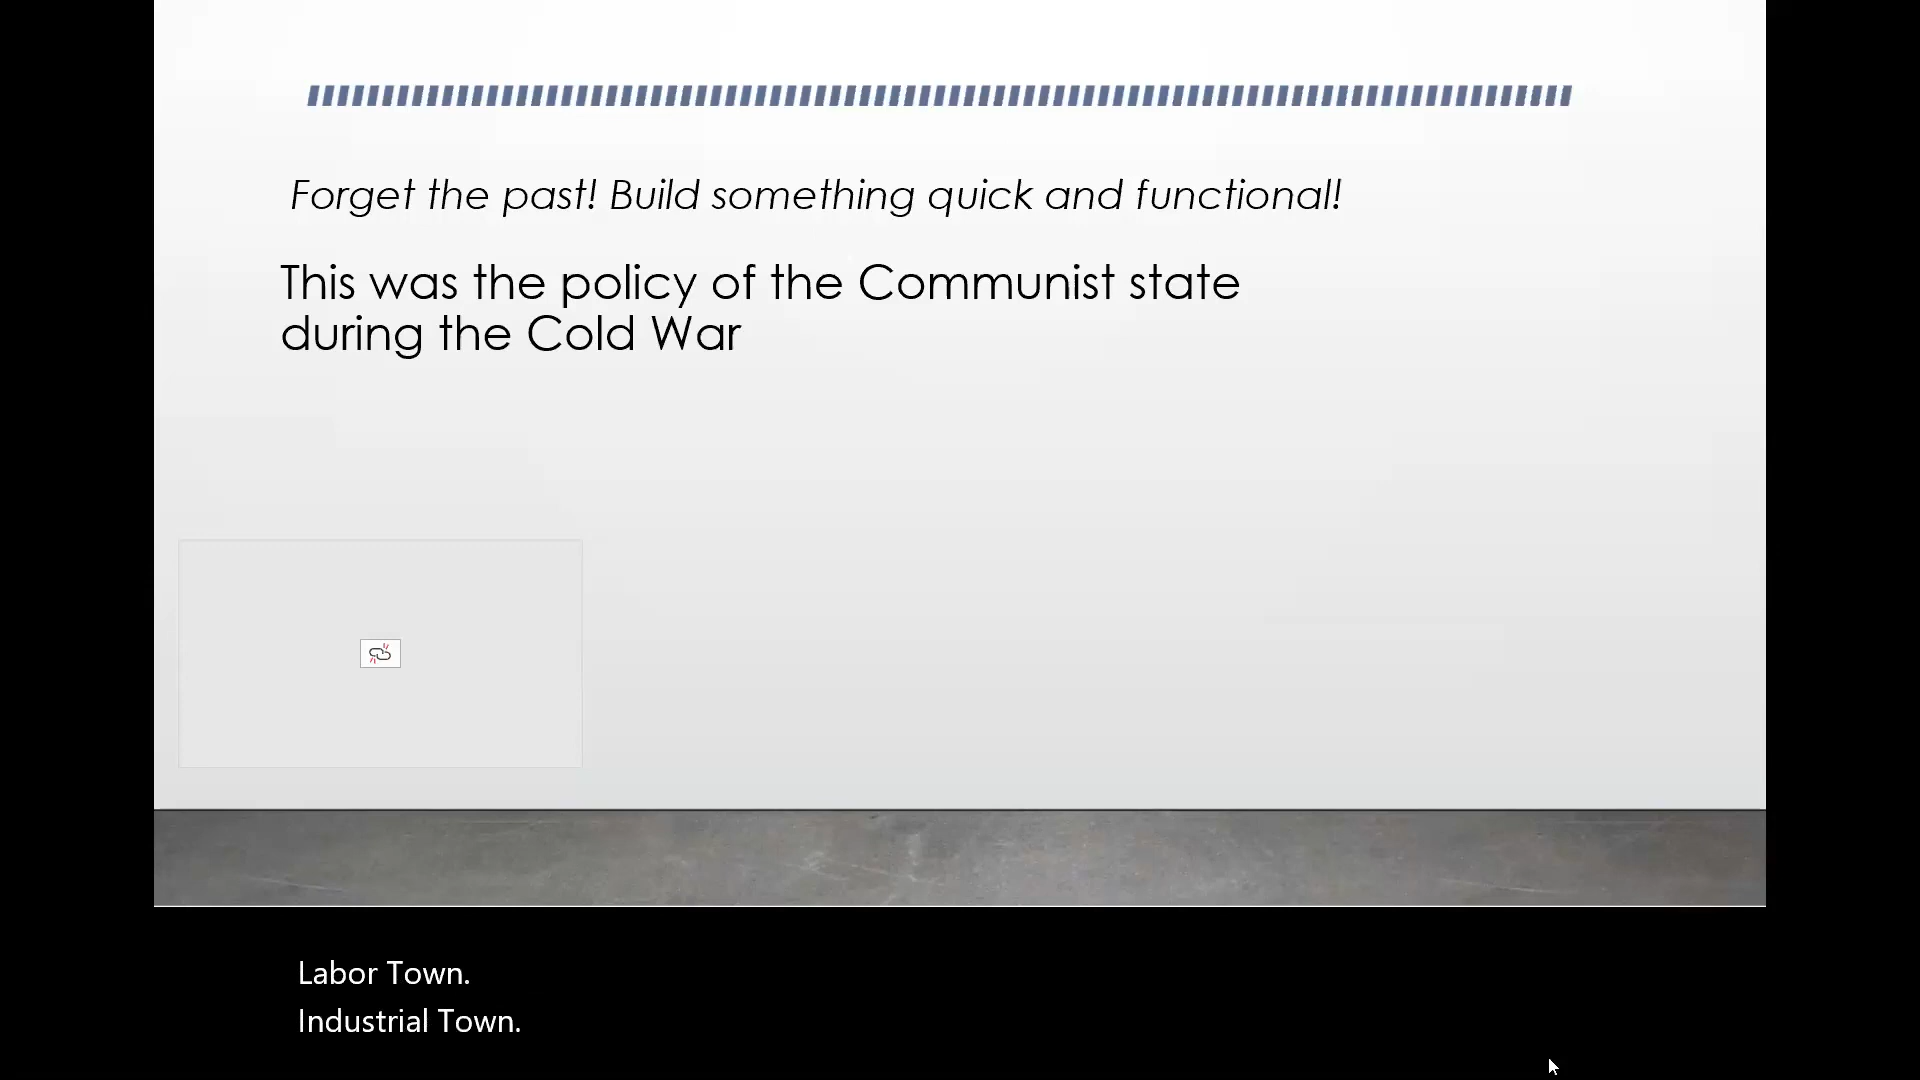 Forget the past! Build something quick and functional!
This was the policy of the Communist state
during the Cold War
Labor Town.
Industrial Town.